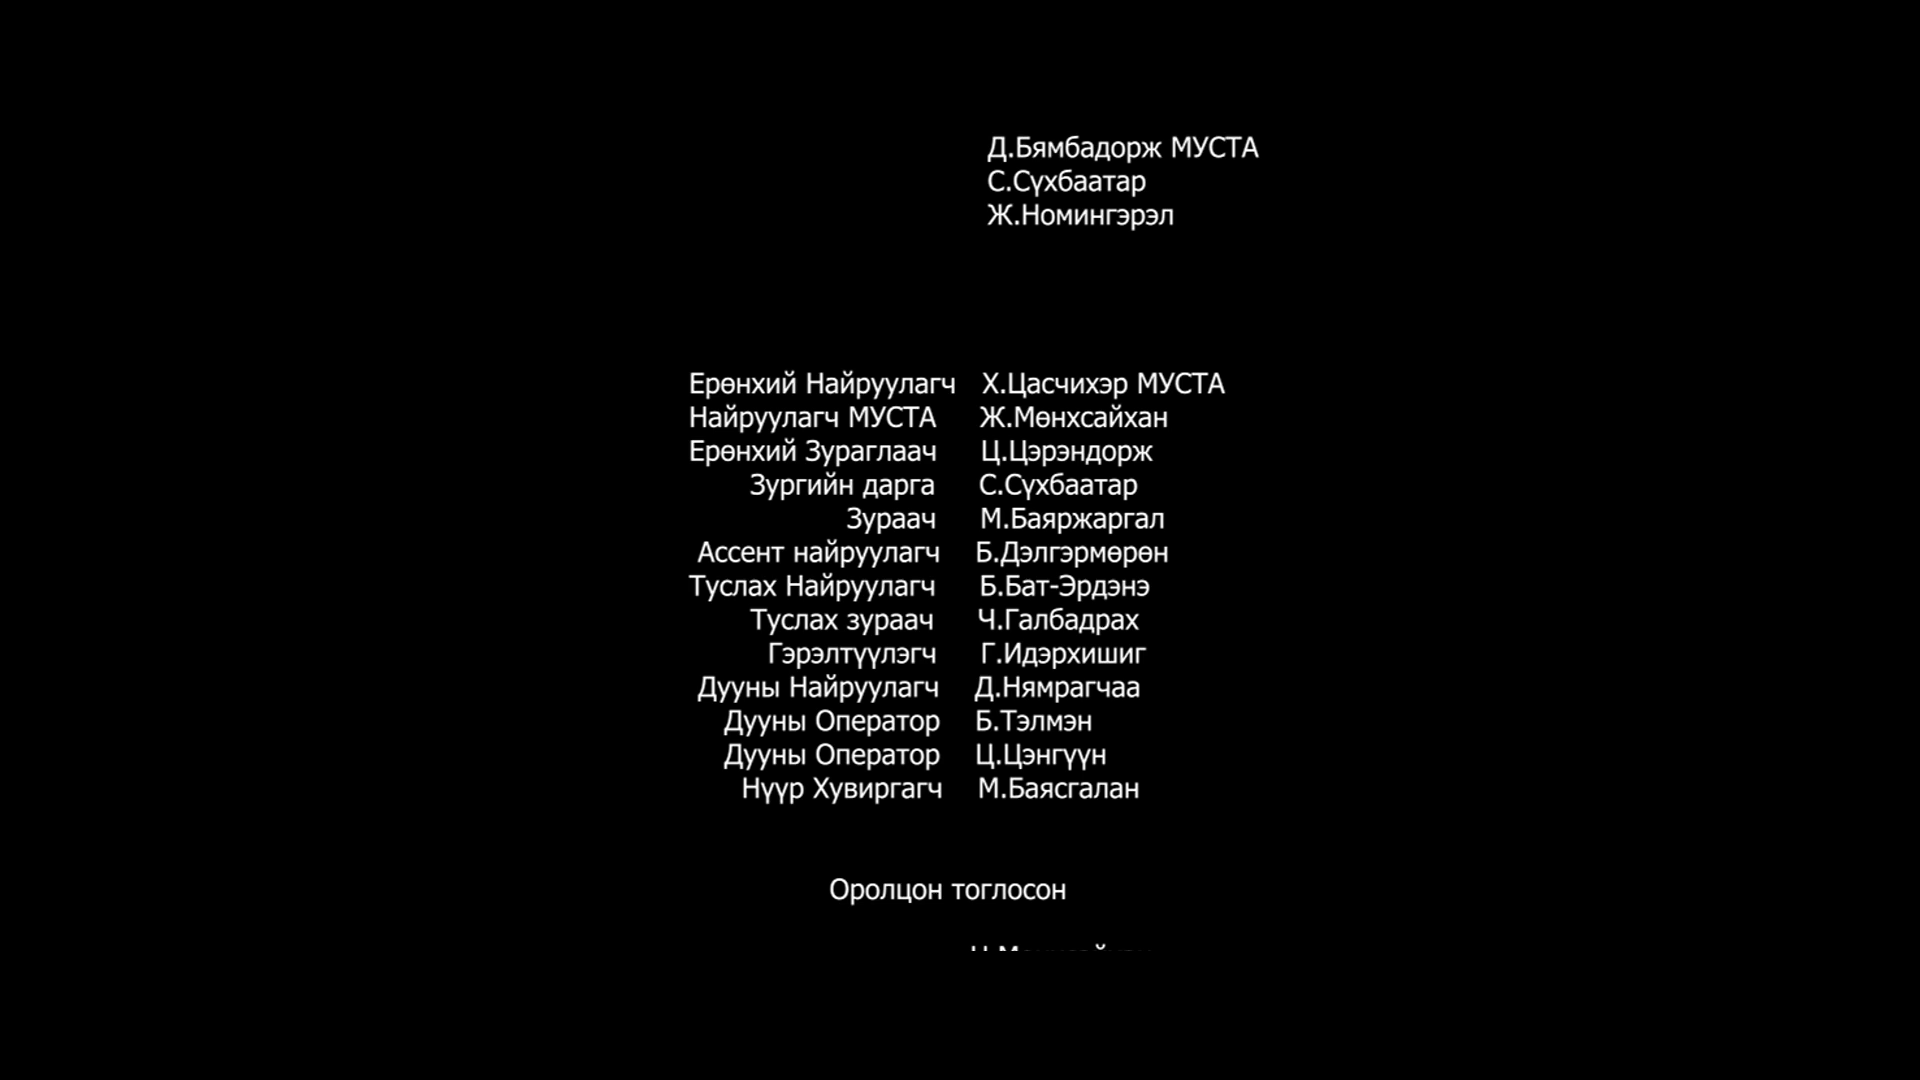 Д.Бямбадорж МУСТА
С.Сүхбаатар
Ж.Номингэрэл
Ерөнхий Найруулагч Х.Цасчихэр МУСТА
Найруулагч МУСТА Ж.Мөнхсайхан
Ерөнхий Зураглаач Ц.Цэрэндорж
Зургийн дарга С.Сүхбаатар
Зураач М.Баяржаргал
Ассент найруулагч Б.Дэлгэрмөрөн
Туслах Найруулагч Б.Бат-Эрдэнэ
Туслах зураач Ч.Галбадрах
Гэрэлтүүлэгч Г.Идэрхишиг
Дууны Найруулагч Д.Нямрагчаа
Дууны Оператор Б.Тэлмэн
Дууны Оператор Ц.Цэнгүүн
Нүүр Хувиргагч М.Баясгалан
Оролцон тоглосон